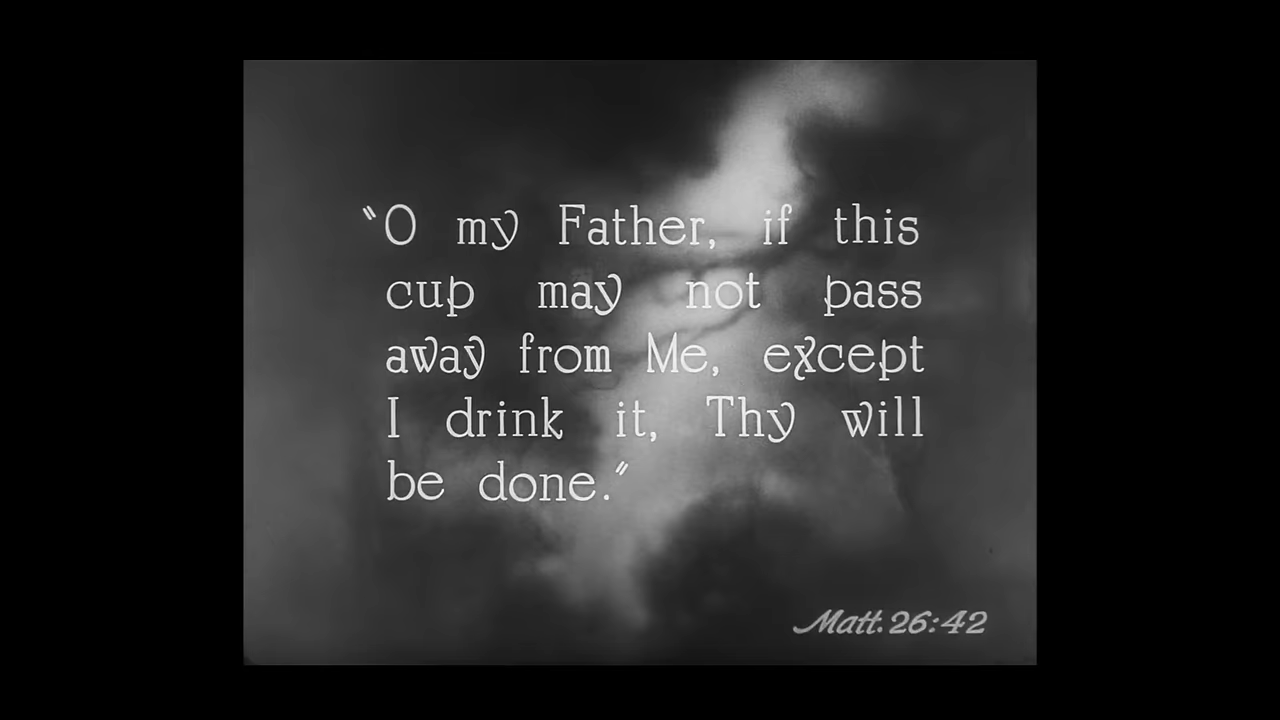 "O my Father, if this
cup may not pass
away from Me, except
I drink it, Thy will
be done."
Matt. 26:42